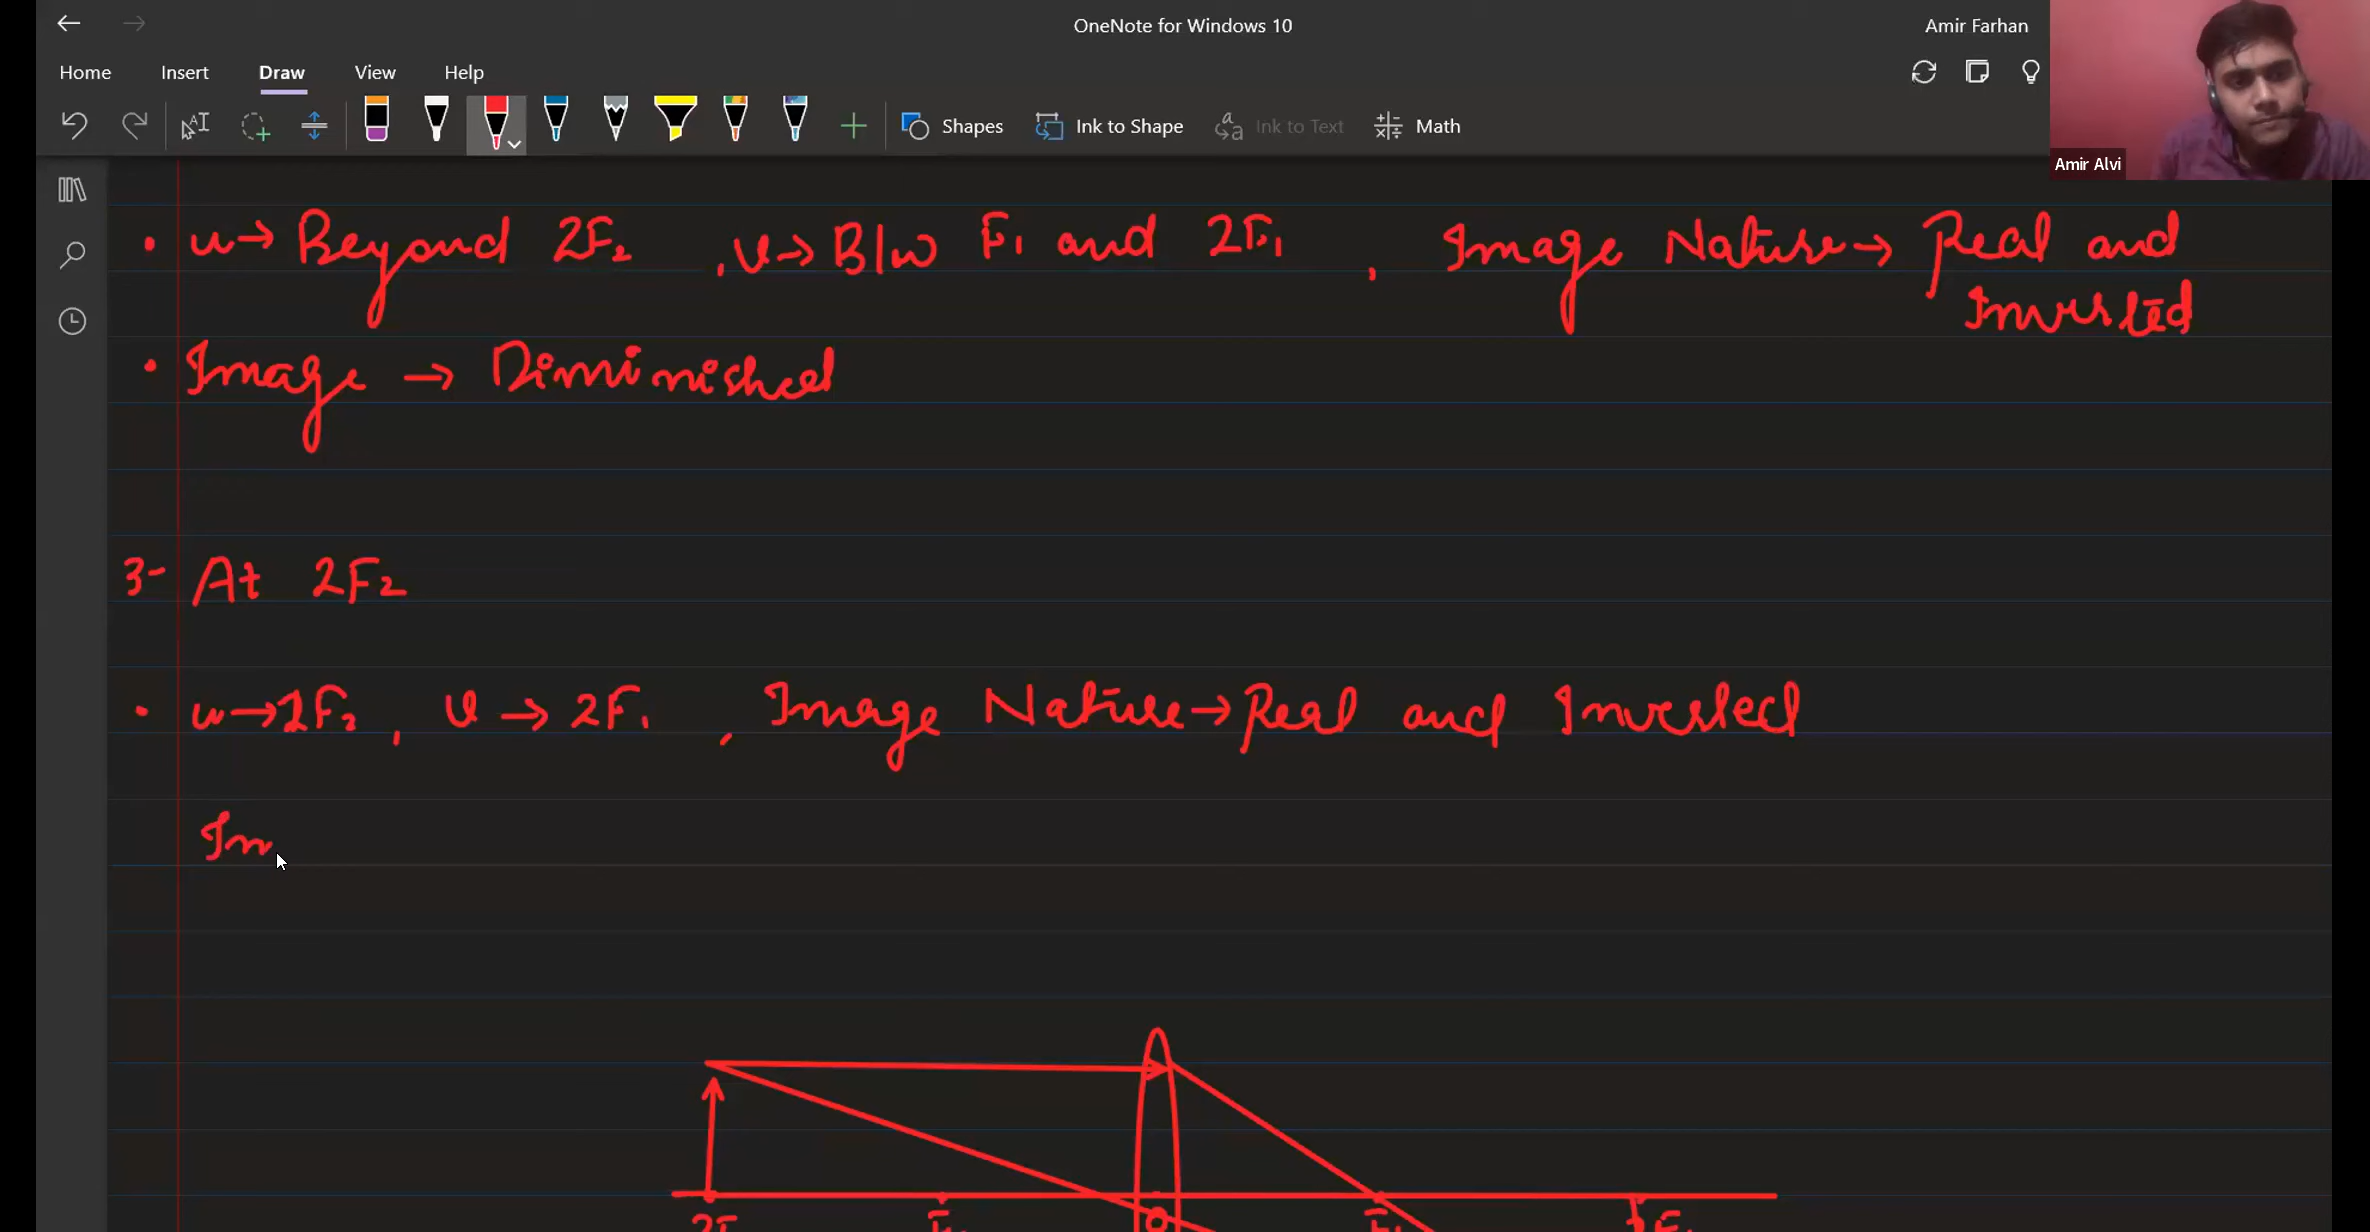 OneNote for Windows 10
Amir Farhan
Home Insert Draw View Help
Shapes Ink to Shape Ink to Text Math
Amir Alvi
• u→ Beyond 2F₂ , v→ B/w F₁ and 2F₁ , Image Nature→ Real and
Inverted
• Image → Diminished
3- At 2F₂
• u→2F₂, v → 2F₁ , Image Nature→Real and Inverted
Im
O F₁